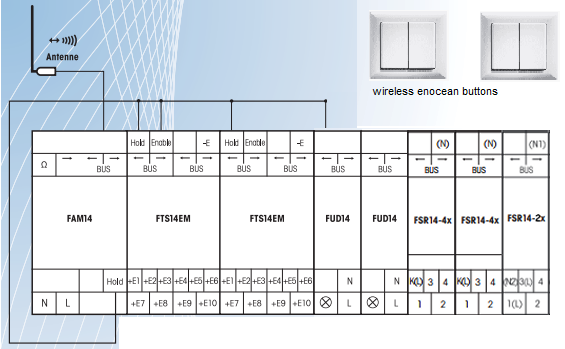 Antenne
wireless enocean buttons
Hold Enable -E Hold Enable -E (N) (N) (N1)
Ω BUS BUS BUS BUS BUS BUS BUS BUS
FAM14 FTS14EM FTS14EM FUD14 FUD14 FSR14-4x FSR14-4x FSR14-2x
Hold +E1 +E2 +E3 +E4 +E5 +E6 +E1 +E2 +E3 +E4 +E5 +E6 N N K(L) 3 4 K(L) 3 4 (N2) 3(L) 4
N L +E7 +E8 +E9 +E10 +E7 +E8 +E9 +E10 L L 1 2 1 2 1(L) 2